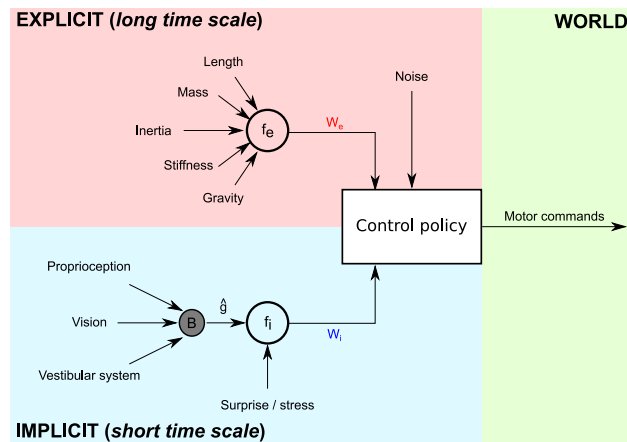 EXPLICIT (long time scale)
WORLD
Length
Mass
Inertia
Stiffness
Gravity
fe
We
Noise
Control policy
Motor commands
Proprioception
Vision
Vestibular system
B
ĝ
fi
Wi
Surprise / stress
IMPLICIT (short time scale)